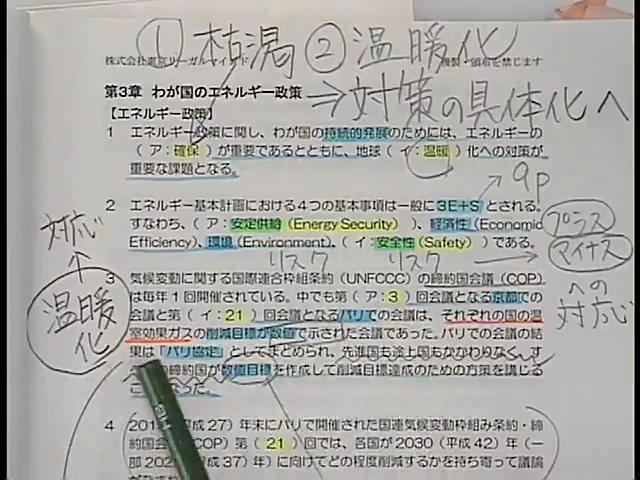 ① 枯渇 ② 温暖化
株式会社東京リーガルマインド 複製・頒布を禁じます
第3章 わが国のエネルギー政策
⇒対策の具体化へ
【エネルギー政策】
1 エネルギー政策に関し、わが国の持続的発展のためには、エネルギーの
( ア：確保 ) が重要であるとともに、地球 ( イ：温暖 ) 化への対策が
重要な課題となる。
9p
2 エネルギー基本計画における4つの基本事項は一般に3E+Sとされる。
すなわち、( ア：安定供給 (Energy Security) )、経済性 (Economic
Efficiency)、環境 (Environment)、( イ：安全性 (Safety) ) である。
リスク リスク
プラス
マイナス
への
対応
対応
温暖
化
3 気候変動に関する国際連合枠組条約 (UNFCCC) の締約国会議 (COP)
は毎年1回開催されている。中でも第 ( ア：3 ) 回会議となる京都での
会議と第 ( イ：21 ) 回会議となるパリでの会議は、それぞれの国の温
室効果ガスの削減目標が数値で示された会議であった。パリでの会議の結
果は「パリ協定」としてまとめられ、先進国も途上国もかかわりなく、す
の締約国が数値目標を作成して削減目標達成のための方策を講じる
なった。
4 201 平成27) 年末にパリで開催された国連気候変動枠組み条約・締
約国会 (COP) 第 ( 21 ) 回では、各国が2030 (平成42) 年 (一
部202 平成37) 年) に向けてどの程度削減するかを持ち寄って議論